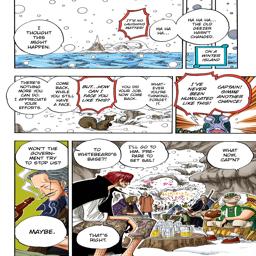 HA HA HA...
THE OLD
GEEZER
HASN'T
CHANGED.
ON A
WINTER
ISLAND
HA HA
HA...
IT'S NO
LAUGHING
MATTER!
I
THOUGHT
THIS
MIGHT
HAPPEN.
CAPTAIN!
GIMME
ANOTHER
CHANCE!
I'VE
NEVER
BEEN
HUMILIATED
LIKE THIS!
WHAT-
EVER
YOU'RE
THINKING,
FORGET
IT.
YOU DID
YOUR JOB.
NOW COME
BACK.
BUT...HOW
CAN I
FACE YOU
LIKE THIS?
COME
BACK
WHILE
YOU STILL
HAVE
A FACE.
THERE'S
NOTHING
MORE YOU
CAN DO.
I APPRECIATE
YOUR
EFFORTS.
WHAT
NOW,
CAP'N?
I'LL GO TO
HIM. PRE-
PARE TO
SET SAIL!
TO
WHITEBEARD'S
BASE?!
THAT'S
RIGHT.
WON'T THE
GOVERN-
MENT TRY
TO STOP
US?
MAYBE.